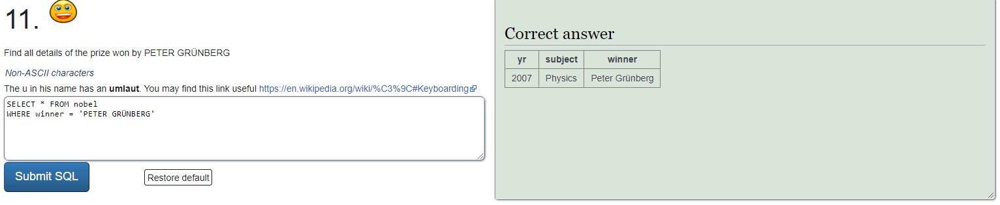 11.
Find all details of the prize won by PETER GRÜNBERG
Non-ASCII characters
The u in his name has an umlaut. You may find this link useful https://en.wikipedia.org/wiki/%C3%9C#Keyboarding
SELECT * FROM nobel
WHERE winner = 'PETER GRÜNBERG'
Submit SQL
Restore default
Correct answer
yr subject winner
2007 Physics Peter Grünberg